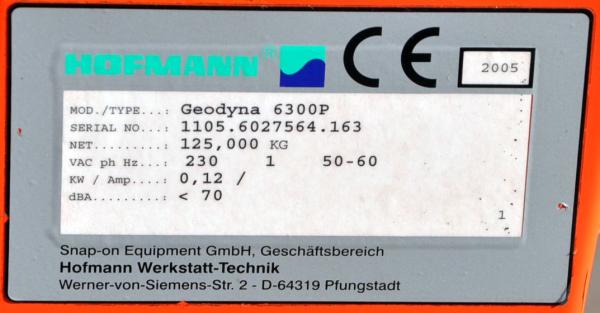 HOFMANN® CE 2005
MOD./TYPE...: Geodyna 6300P
SERIAL NO...: 1105.6027564.163
NET.........: 125,000 KG
VAC ph Hz...: 230 1 50-60
KW / Amp....: 0,12 /
dBA.........: < 70
1
Snap-on Equipment GmbH, Geschäftsbereich
Hofmann Werkstatt-Technik
Werner-von-Siemens-Str. 2 - D-64319 Pfungstadt